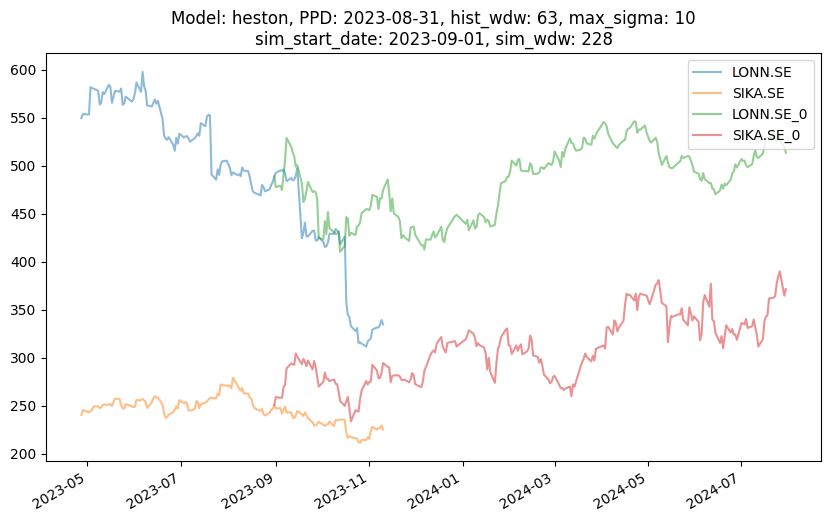 Model: heston, PPD: 2023-08-31, hist_wdw: 63, max_sigma: 10
sim_start_date: 2023-09-01, sim_wdw: 228
LONN.SE
SIKA.SE
LONN.SE_0
SIKA.SE_0
600
550
500
450
400
350
300
250
200
2023-05
2023-07
2023-09
2023-11
2024-01
2024-03
2024-05
2024-07